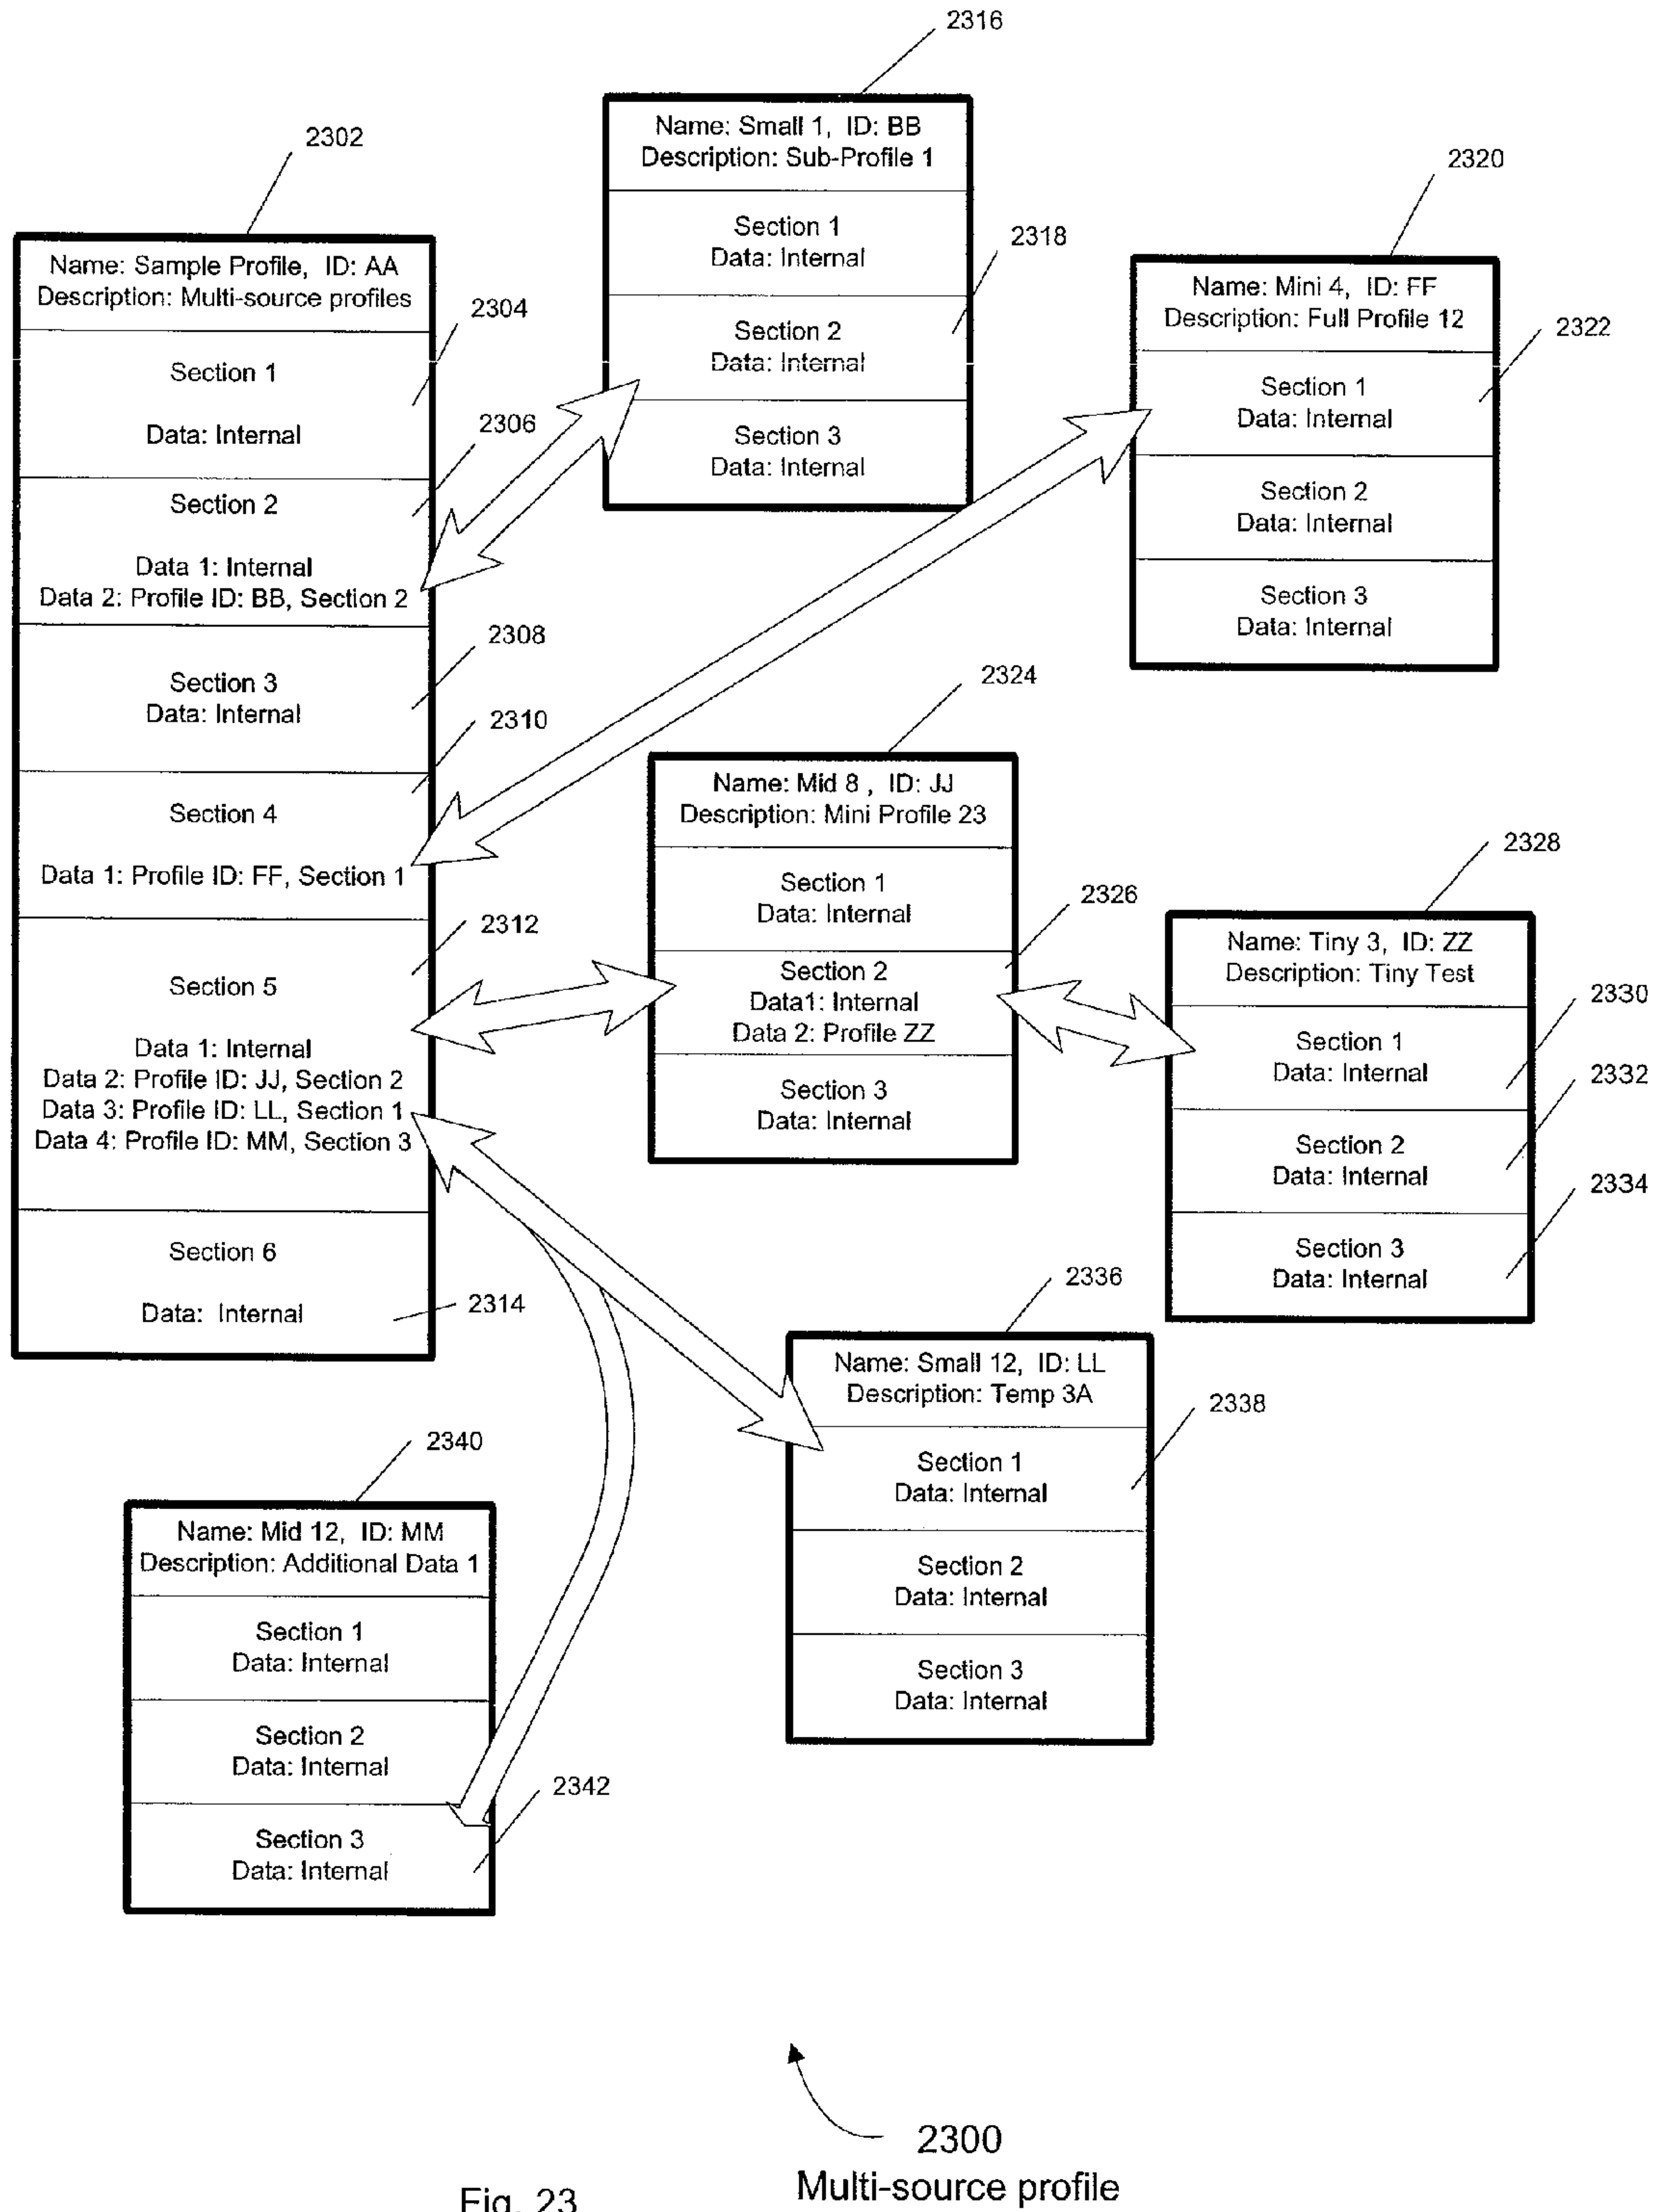 2316
Name: Small 1, ID: BB
Description: Sub-Profile 1
Section 1
Data: Internal
2318
Section 2
Data: Internal
Section 3
Data: Internal
2302
Name: Sample Profile, ID: AA
Description: Multi-source profiles
2304
Section 1
Data: Internal
2306
Section 2
Data 1: Internal
Data 2: Profile ID: BB, Section 2
2308
Section 3
Data: Internal
2310
Section 4
Data 1: Profile ID: FF, Section 1
2312
Section 5
Data 1: Internal
Data 2: Profile ID: JJ, Section 2
Data 3: Profile ID: LL, Section 1
Data 4: Profile ID: MM, Section 3
Section 6
Data: Internal
2314
2320
Name: Mini 4, ID: FF
Description: Full Profile 12
2322
Section 1
Data: Internal
Section 2
Data: Internal
Section 3
Data: Internal
2324
Name: Mid 8 , ID: JJ
Description: Mini Profile 23
Section 1
Data: Internal
2326
Section 2
Data1: Internal
Data 2: Profile ZZ
Section 3
Data: Internal
2328
Name: Tiny 3, ID: ZZ
Description: Tiny Test
2330
Section 1
Data: Internal
2332
Section 2
Data: Internal
2334
Section 3
Data: Internal
2336
Name: Small 12, ID: LL
Description: Temp 3A
2338
Section 1
Data: Internal
Section 2
Data: Internal
Section 3
Data: Internal
2340
Name: Mid 12, ID: MM
Description: Additional Data 1
Section 1
Data: Internal
Section 2
Data: Internal
2342
Section 3
Data: Internal
2300
Multi-source profile
Fig. 23